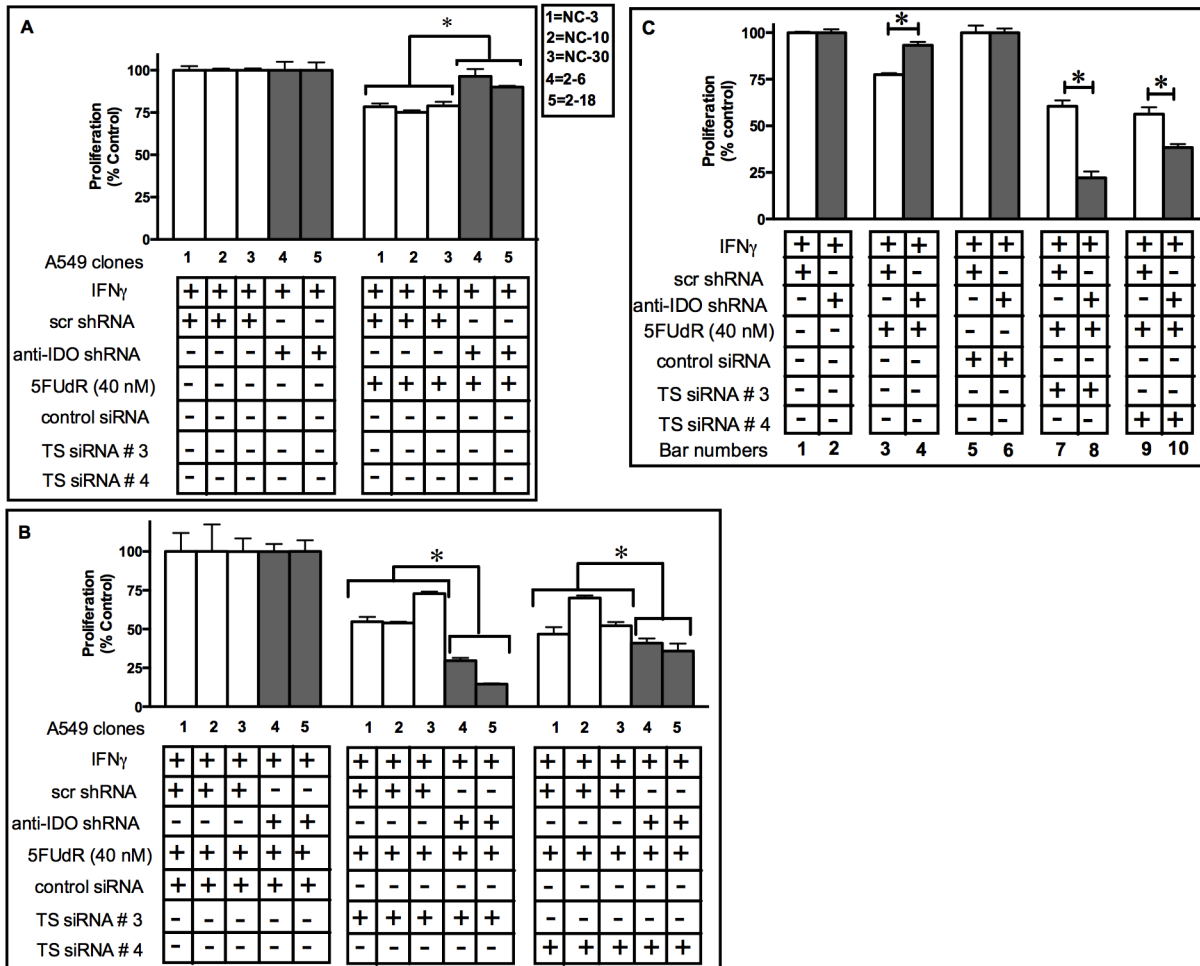 A
*
Proliferation
(% Control)
100
75
50
25
0
1 2 3 4 5 1 2 3 4 5
A549 clones
IFNγ + + + + + + + + + +
scr shRNA + + + - - + + + - -
anti-IDO shRNA - - - + + - - - + +
5FUdR (40 nM) - - - - - + + + + +
control siRNA - - - - - - - - - -
TS siRNA # 3 - - - - - - - - - -
TS siRNA # 4 - - - - - - - - - -
1=NC-3
2=NC-10
3=NC-30
4=2-6
5=2-18
C
* * *
Proliferation
(% control)
100
75
50
25
0
IFNγ + + + + + + + + + +
scr shRNA + - + - + - + - + -
anti-IDO shRNA - + - + - + - + - +
5FUdR (40 nM) - - + + - - + + + +
control siRNA - - - - + + - - - -
TS siRNA # 3 - - - - - - + + - -
TS siRNA # 4 - - - - - - - - + +
Bar numbers 1 2 3 4 5 6 7 8 9 10
B
* *
Proliferation
(% Control)
100
75
50
25
0
A549 clones 1 2 3 4 5 1 2 3 4 5 1 2 3 4 5
IFNγ + + + + + + + + + + + + + + +
scr shRNA + + + - - + + + - - + + + - -
anti-IDO shRNA - - - + + - - - + + - - - + +
5FUdR (40 nM) + + + + + + + + + + + + + + +
control siRNA + + + + + - - - - - - - - - -
TS siRNA # 3 - - - - - + + + + + - - - - -
TS siRNA # 4 - - - - - - - - - - + + + + +